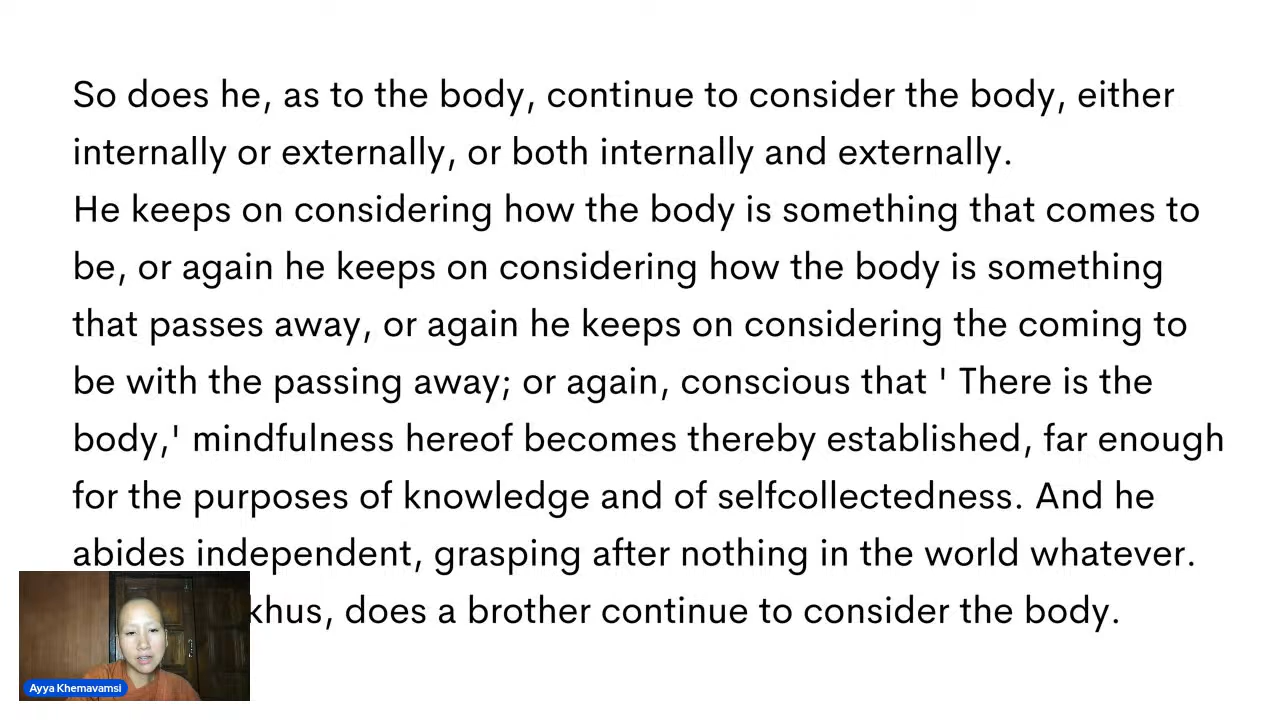 So does he, as to the body, continue to consider the body, either
internally or externally, or both internally and externally.
He keeps on considering how the body is something that comes to
be, or again he keeps on considering how the body is something
that passes away, or again he keeps on considering the coming to
be with the passing away; or again, conscious that ' There is the
body,' mindfulness hereof becomes thereby established, far enough
for the purposes of knowledge and of selfcollectedness. And he
abides independent, grasping after nothing in the world whatever.
khus, does a brother continue to consider the body.
Ayya Khemavamsi